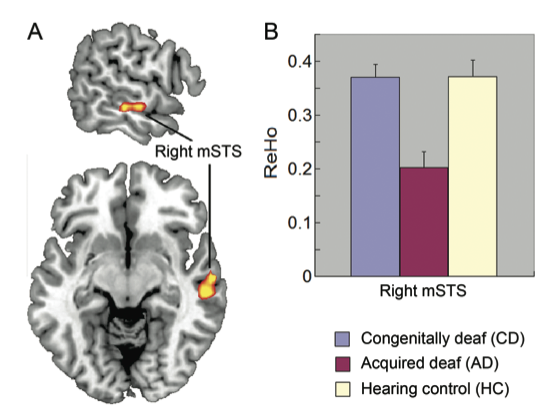 A
Right mSTS
B
ReHo
0.4
0.3
0.2
0.1
0
Right mSTS
Congenitally deaf (CD)
Acquired deaf (AD)
Hearing control (HC)